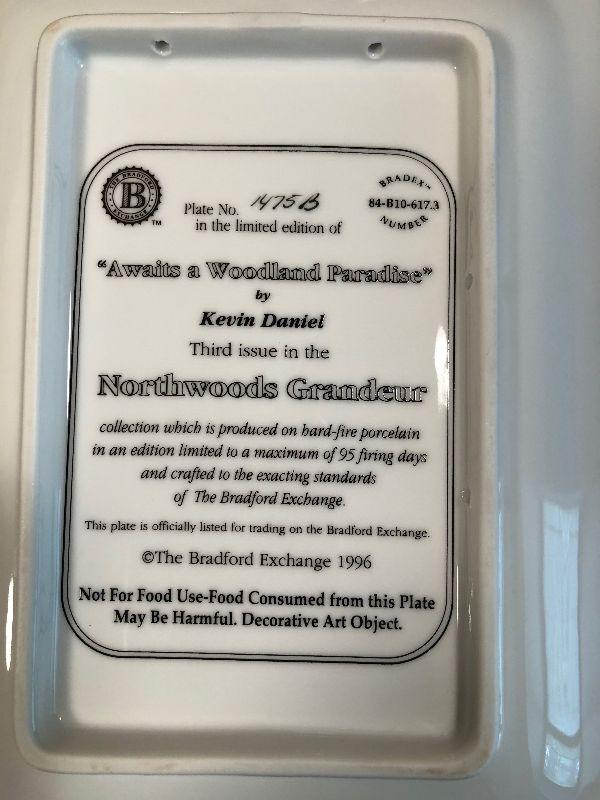 THE BRADFORD EXCHANGE
B
™
Plate No. 1475B
in the limited edition of
BRADEX™
84-B10-617.3
NUMBER
“Awaits a Woodland Paradise”
by
Kevin Daniel
Third issue in the
Northwoods Grandeur
collection which is produced on hard-fire porcelain
in an edition limited to a maximum of 95 firing days
and crafted to the exacting standards
of The Bradford Exchange.
This plate is officially listed for trading on the Bradford Exchange.
©The Bradford Exchange 1996
Not For Food Use-Food Consumed from this Plate
May Be Harmful. Decorative Art Object.